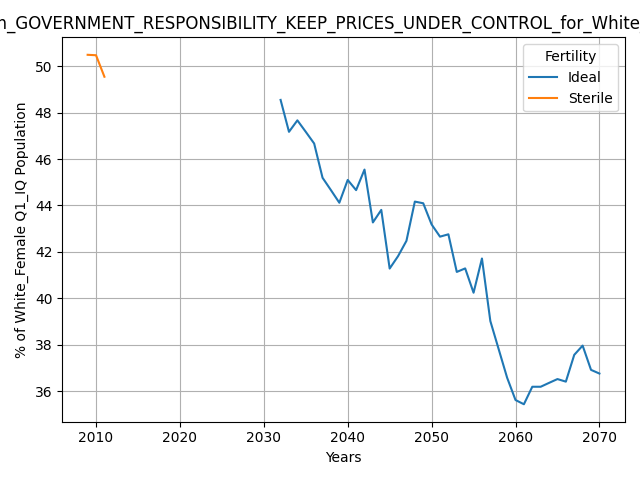 n_GOVERNMENT_RESPONSIBILITY_KEEP_PRICES_UNDER_CONTROL_for_White
Fertility
Ideal
Sterile
% of White_Female Q1_IQ Population
50
48
46
44
42
40
38
36
2010
2020
2030
2040
2050
2060
2070
Years